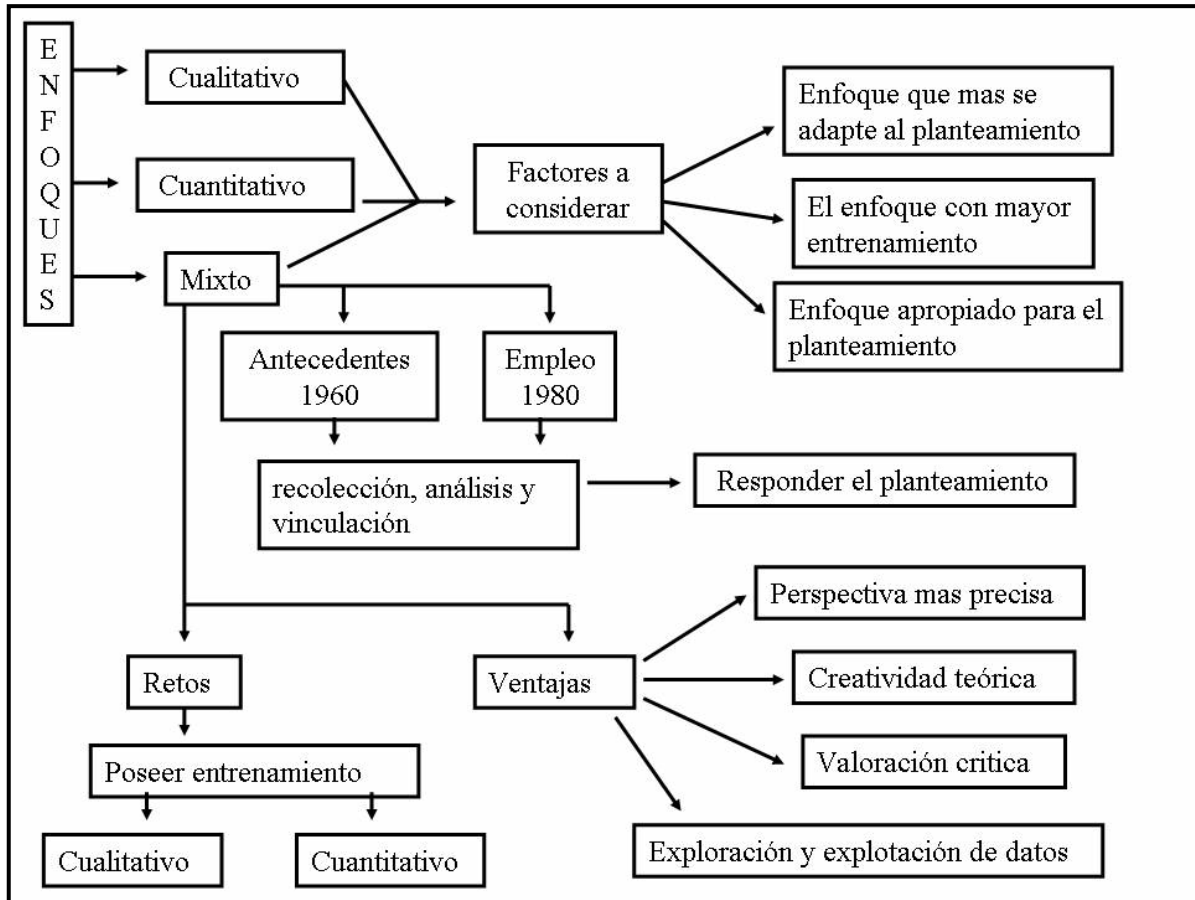 ENFOQUES
Cualitativo
Cuantitativo
Mixto
Factores a
considerar
Enfoque que mas se
adapte al planteamiento
El enfoque con mayor
entrenamiento
Enfoque apropiado para el
planteamiento
Antecedentes
1960
Empleo
1980
recolección, análisis y
vinculación
Responder el planteamiento
Retos
Ventajas
Perspectiva mas precisa
Creatividad teórica
Valoración critica
Exploración y explotación de datos
Poseer entrenamiento
Cualitativo
Cuantitativo